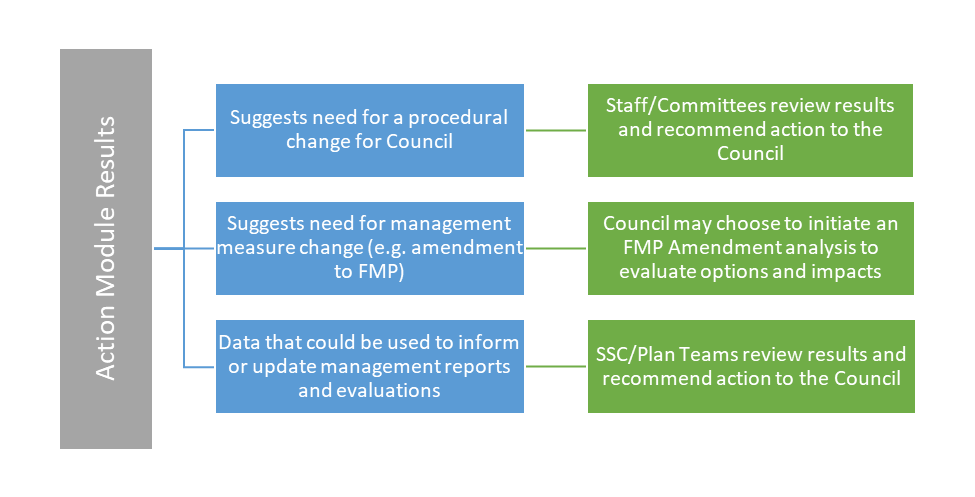 Action Module Results
Suggests need for a procedural
change for Council
Staff/Committees review results
and recommend action to the
Council
Suggests need for management
measure change (e.g. amendment
to FMP)
Council may choose to initiate an
FMP Amendment analysis to
evaluate options and impacts
Data that could be used to inform
or update management reports
and evaluations
SSC/Plan Teams review results and
recommend action to the Council